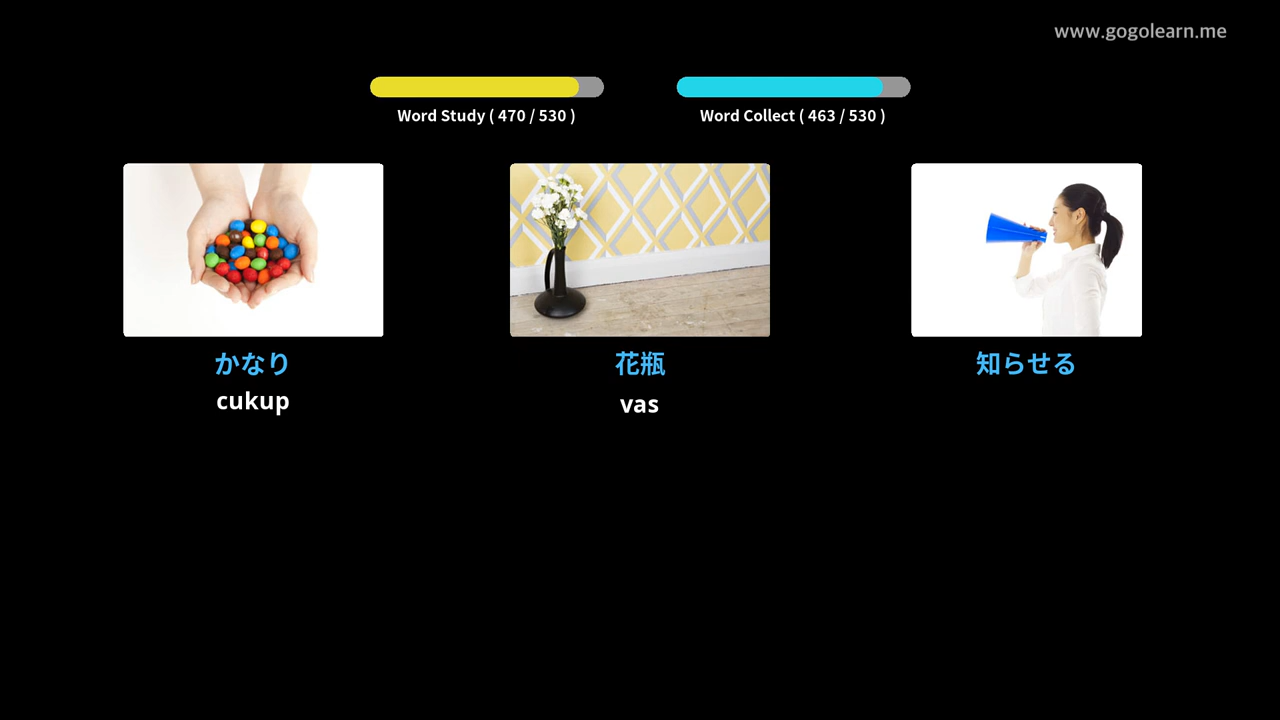 www.gogolearn.me
Word Study ( 470 / 530 )
Word Collect ( 463 / 530 )
かなり
花瓶
知らせる
cukup
vas